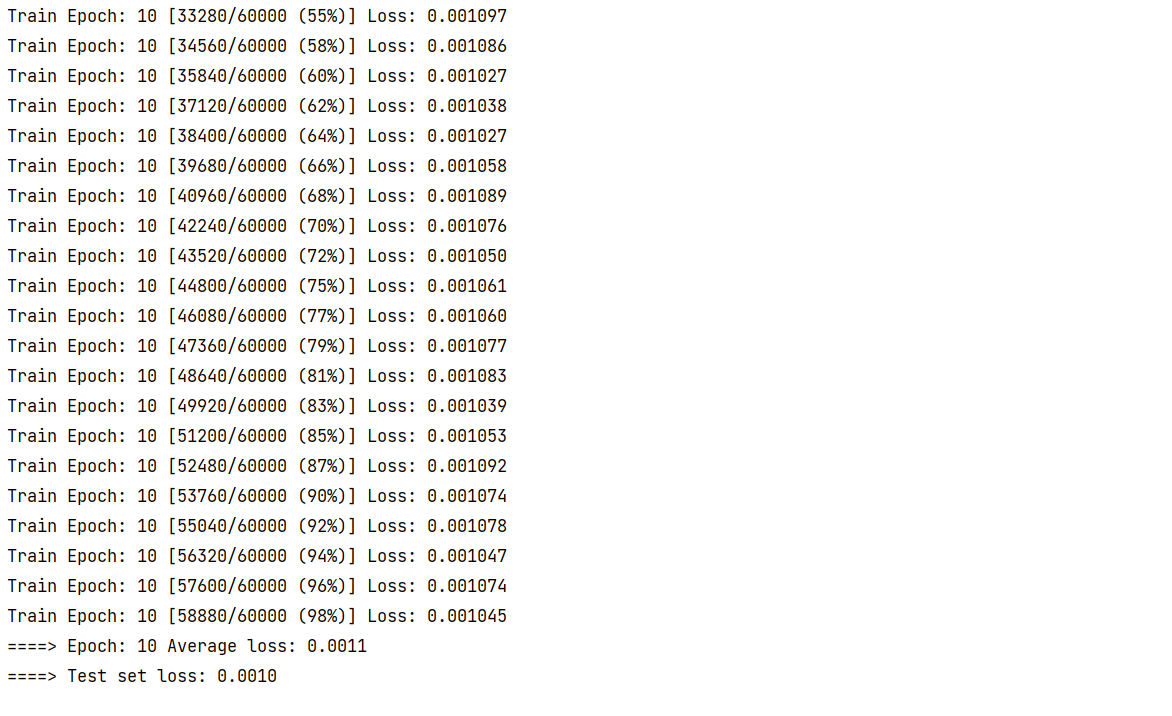 Train Epoch: 10 [33280/60000 (55%)] Loss: 0.001097
Train Epoch: 10 [34560/60000 (58%)] Loss: 0.001086
Train Epoch: 10 [35840/60000 (60%)] Loss: 0.001027
Train Epoch: 10 [37120/60000 (62%)] Loss: 0.001038
Train Epoch: 10 [38400/60000 (64%)] Loss: 0.001027
Train Epoch: 10 [39680/60000 (66%)] Loss: 0.001058
Train Epoch: 10 [40960/60000 (68%)] Loss: 0.001089
Train Epoch: 10 [42240/60000 (70%)] Loss: 0.001076
Train Epoch: 10 [43520/60000 (72%)] Loss: 0.001050
Train Epoch: 10 [44800/60000 (75%)] Loss: 0.001061
Train Epoch: 10 [46080/60000 (77%)] Loss: 0.001060
Train Epoch: 10 [47360/60000 (79%)] Loss: 0.001077
Train Epoch: 10 [48640/60000 (81%)] Loss: 0.001083
Train Epoch: 10 [49920/60000 (83%)] Loss: 0.001039
Train Epoch: 10 [51200/60000 (85%)] Loss: 0.001053
Train Epoch: 10 [52480/60000 (87%)] Loss: 0.001092
Train Epoch: 10 [53760/60000 (90%)] Loss: 0.001074
Train Epoch: 10 [55040/60000 (92%)] Loss: 0.001078
Train Epoch: 10 [56320/60000 (94%)] Loss: 0.001047
Train Epoch: 10 [57600/60000 (96%)] Loss: 0.001074
Train Epoch: 10 [58880/60000 (98%)] Loss: 0.001045
====> Epoch: 10 Average loss: 0.0011
====> Test set loss: 0.0010